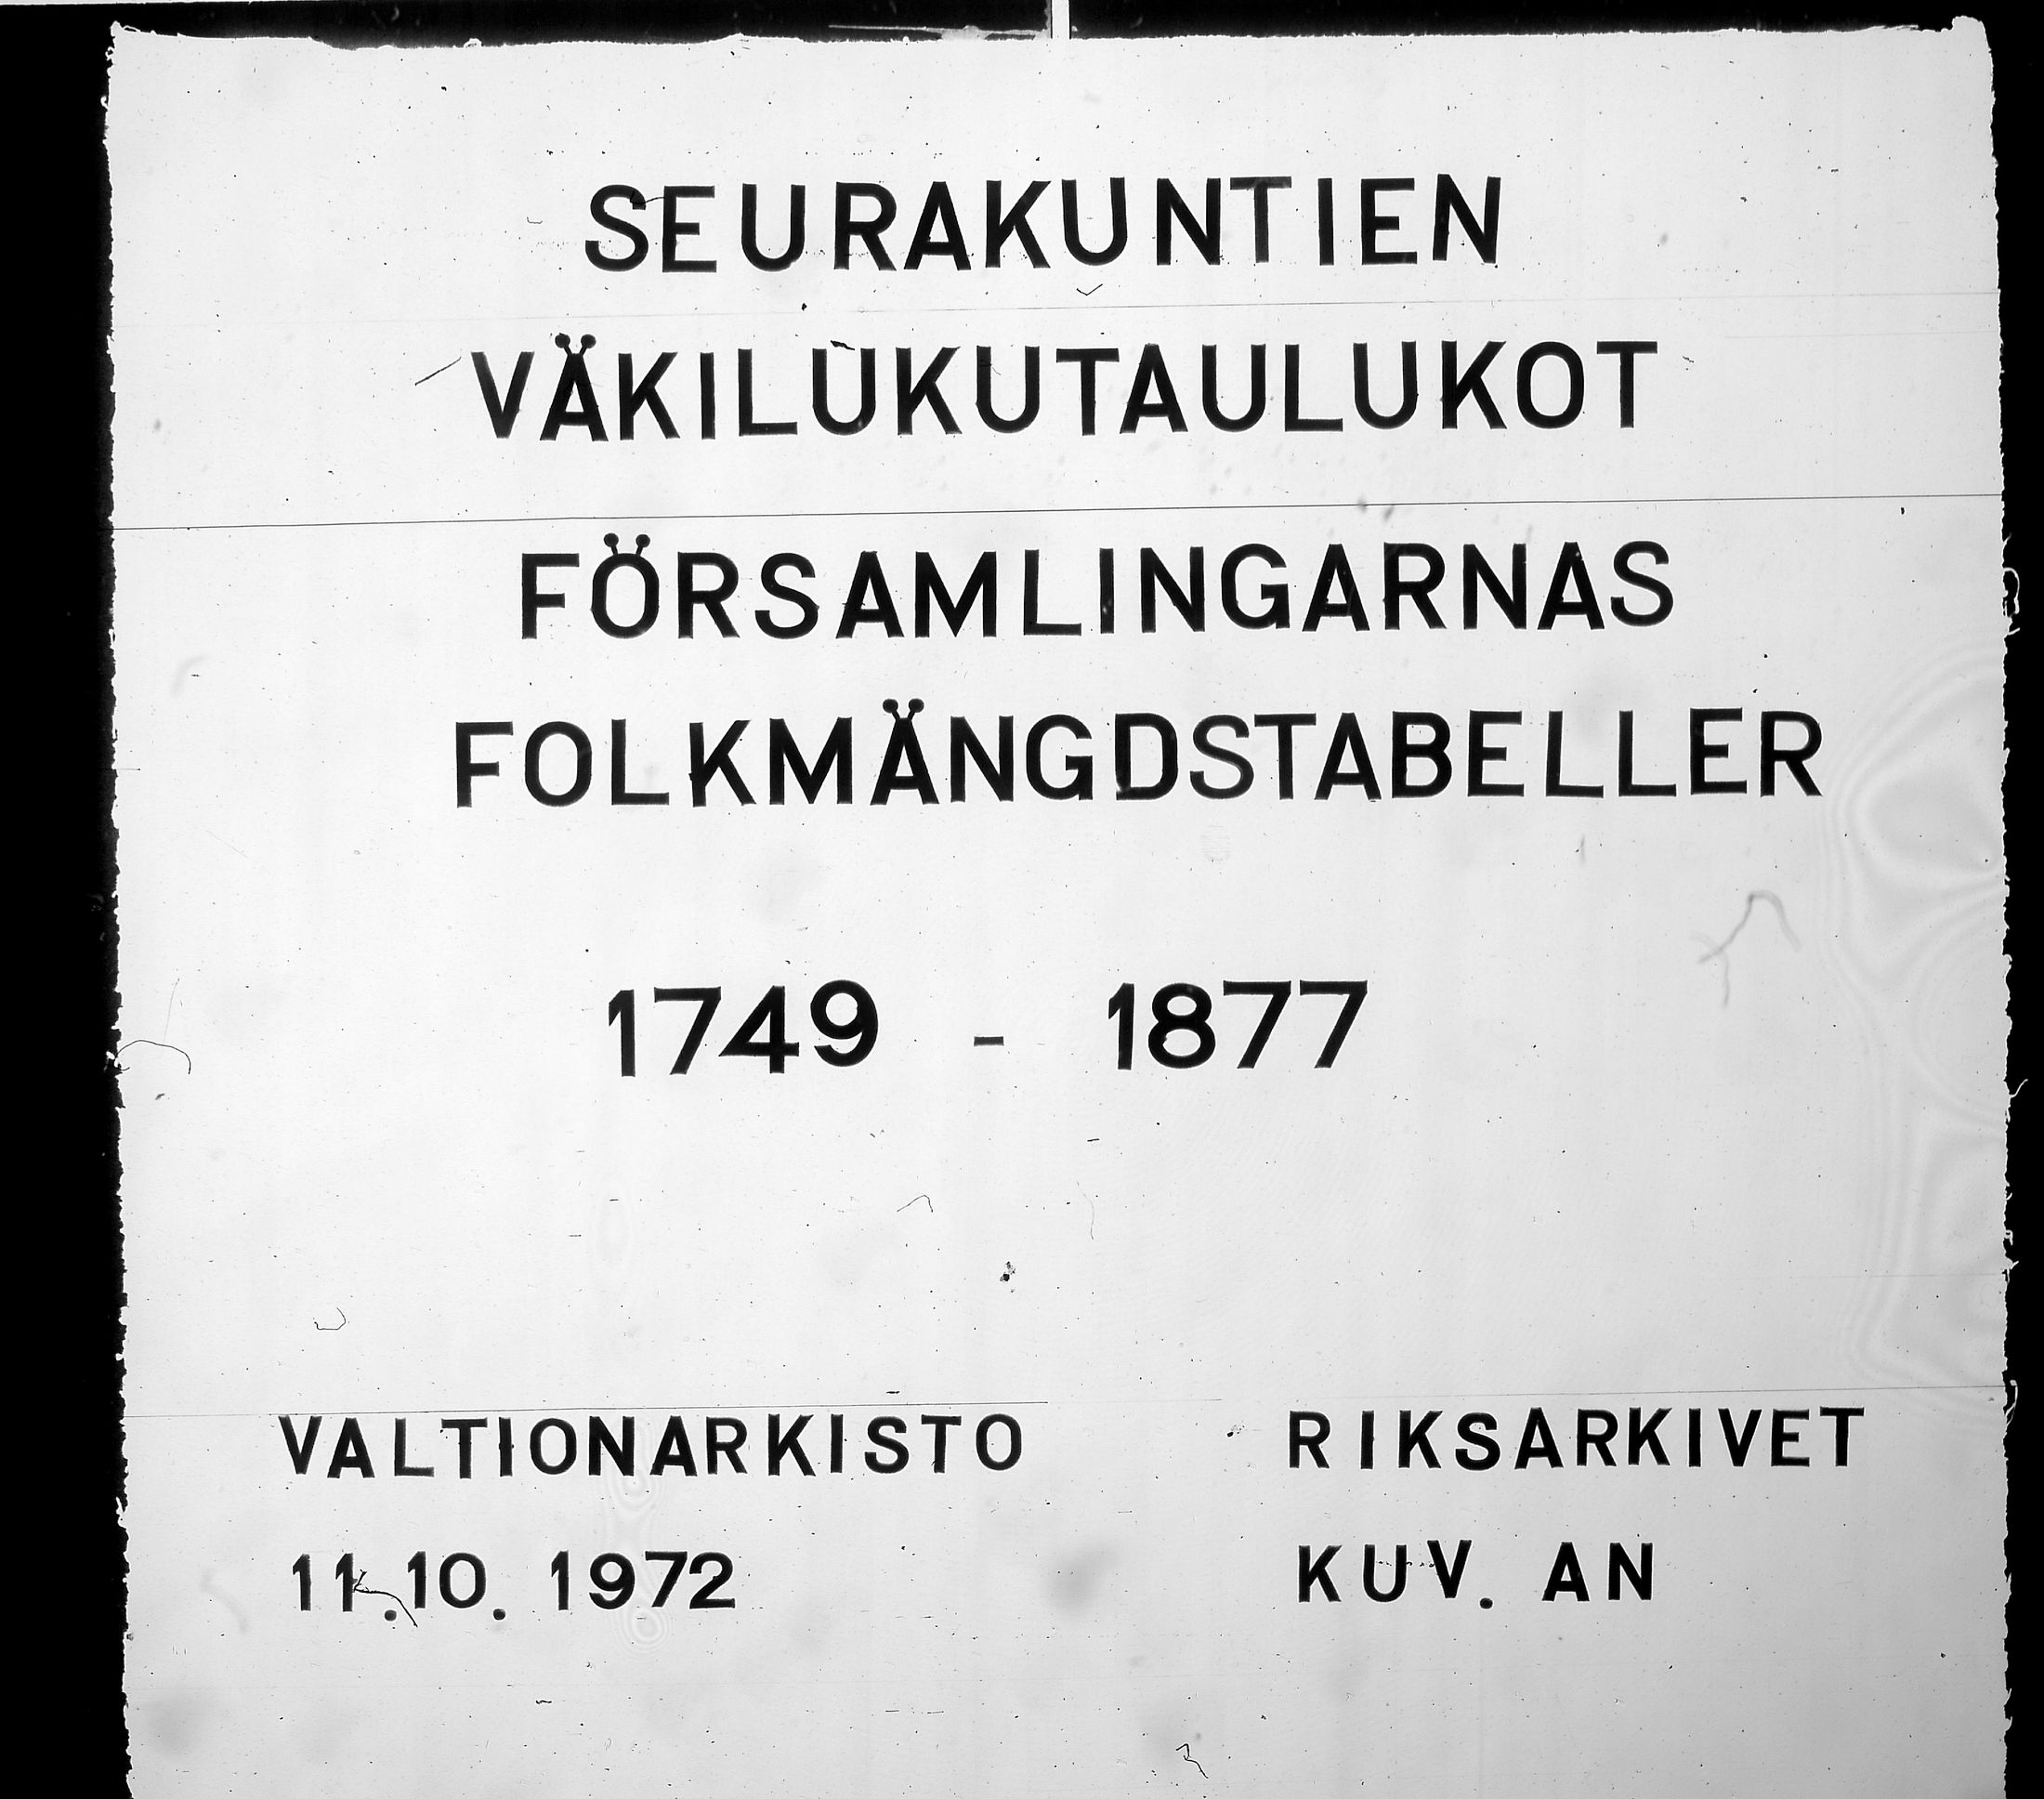 SEURAKUNTIEN
VÄKILUKUTAULUKOT
FÖRSAMLINGARNAS
FOLKMÄNGDSTABELLER
1749 - 1877
VALTIONARKISTO RIKSARKIVET
11.10. 1972 KUV. AN